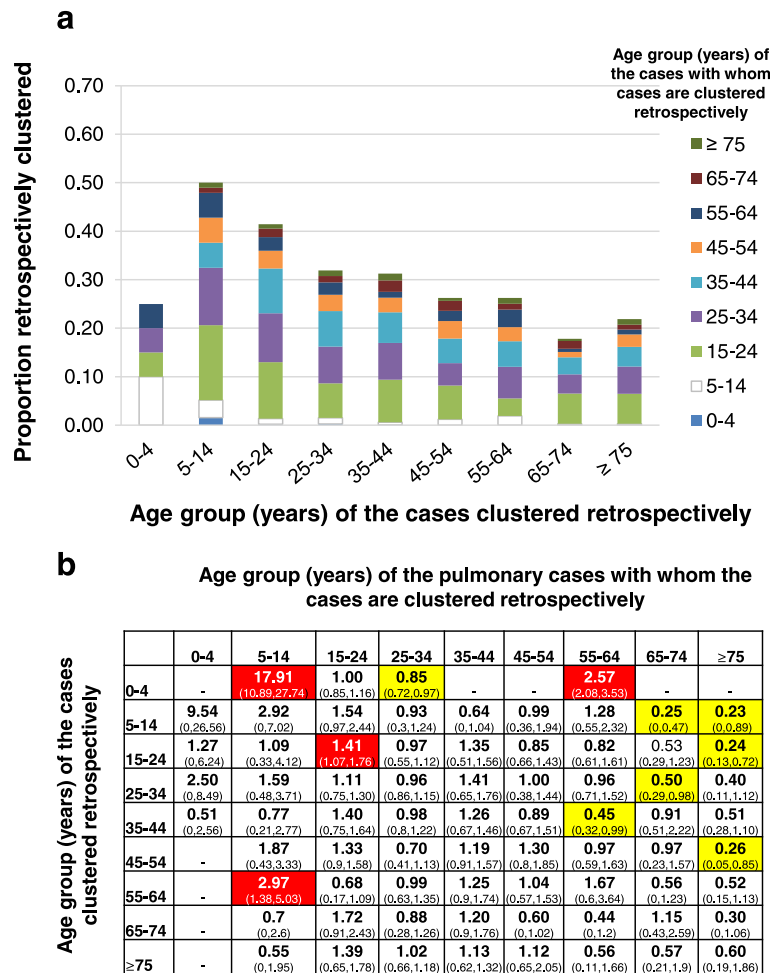 a
Age group (years) of
the cases with whom
cases are clustered
retrospectively
Proportion retrospectively clustered
0.70
0.60
0.50
0.40
0.30
0.20
0.10
0.00
≥ 75
65-74
55-64
45-54
35-44
25-34
15-24
5-14
0-4
0-4 5-14 15-24 25-34 35-44 45-54 55-64 65-74 ≥ 75
Age group (years) of the cases clustered retrospectively
b
Age group (years) of the pulmonary cases with whom the
cases are clustered retrospectively
Age group (years) of the cases
clustered retrospectively
0-4 5-14 15-24 25-34 35-44 45-54 55-64 65-74 ≥75
0-4 - 17.91 1.00 0.85 - - 2.57 - -
(10.89,27.74) (0.85,1.16) (0.72,0.97) (2.08,3.53)
5-14 9.54 2.92 1.54 0.93 0.64 0.99 1.28 0.25 0.23
(0,26,56) (0.7,7.02) (0.97,2.44) (0.3,1.24) (0,1.04) (0.36,1.94) (0.55,2.32) (0,0.47) (0,0.89)
15-24 1.27 1.09 1.41 0.97 1.35 0.85 0.82 0.53 0.24
(0,6,24) (0.33,4.12) (1.07,1.76) (0.55,1.12) (0.51,1.56) (0.66,1.43) (0.61,1.61) (0.29,1.23) (0.13,0.72)
25-34 2.50 1.59 1.11 0.96 1.41 1.00 0.96 0.50 0.40
(0,8.49) (0.48,3.71) (0.75,1.30) (0.86,1.15) (0.65,1.76) (0.38,1.44) (0.71,1.52) (0.29,0.98) (0.11,1.12)
35-44 0.51 0.77 1.40 0.98 1.26 0.89 0.45 0.91 0.51
(0,2,56) (0.21,2.77) (0.75,1.64) (0.8,1.22) (0.67,1.46) (0.67,1.51) (0.32,0.99) (0.51,2.22) (0.28,1.10)
45-54 - 1.87 1.33 0.70 1.19 1.30 0.97 0.97 0.26
(0.43,3.33) (0.9,1.58) (0.41,1.13) (0.91,1.57) (0.8,1.85) (0.59,1.63) (0.23,1.57) (0.05,0.85)
55-64 - 2.97 0.68 0.99 1.25 1.04 1.67 0.56 0.52
(1.38,5.03) (0.17,1.09) (0.63,1.35) (0.91,1.74) (0.57,1.53) (0.6,3.64) (0,1.23) (0.15,1.13)
65-74 - 0.7 1.72 0.88 1.20 0.60 0.44 1.15 0.30
(0,2.6) (0.91,2.43) (0.28,1.26) (0.9,1.76) (0,1.02) (0,1.2) (0.43,2.59) (0,1.06)
≥75 - 0.55 1.39 1.02 1.13 1.12 0.56 0.57 0.60
(0,1.95) (0.65,1.78) (0.66,1.18) (0.62,1.32) (0.65,2.05) (0.11,1.66) (0.21,1.9) (0.19,1.86)